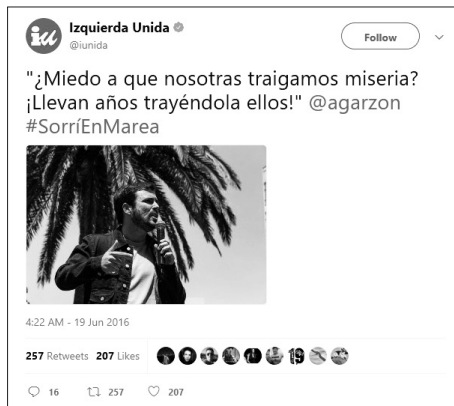 iu
Izquierda Unida
@iunida
Follow
"¿Miedo a que nosotras traigamos miseria?
¡Llevan años trayéndola ellos!" @agarzon
#SorríEnMarea
4:22 AM - 19 Jun 2016
257 Retweets 207 Likes
16 257 207